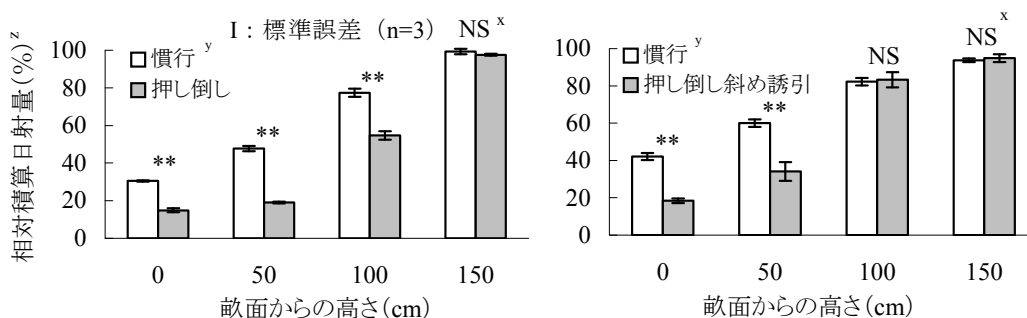 相対積算日射量(%)z
I：標準誤差 (n=3)
NS x
慣行 y
押し倒し
**
**
**
100
80
60
40
20
0
0 50 100 150
畝面からの高さ(cm)
x
NS
NS
慣行 y
押し倒し斜め誘引
**
**
100
80
60
40
20
0
0 50 100 150
畝面からの高さ(cm)